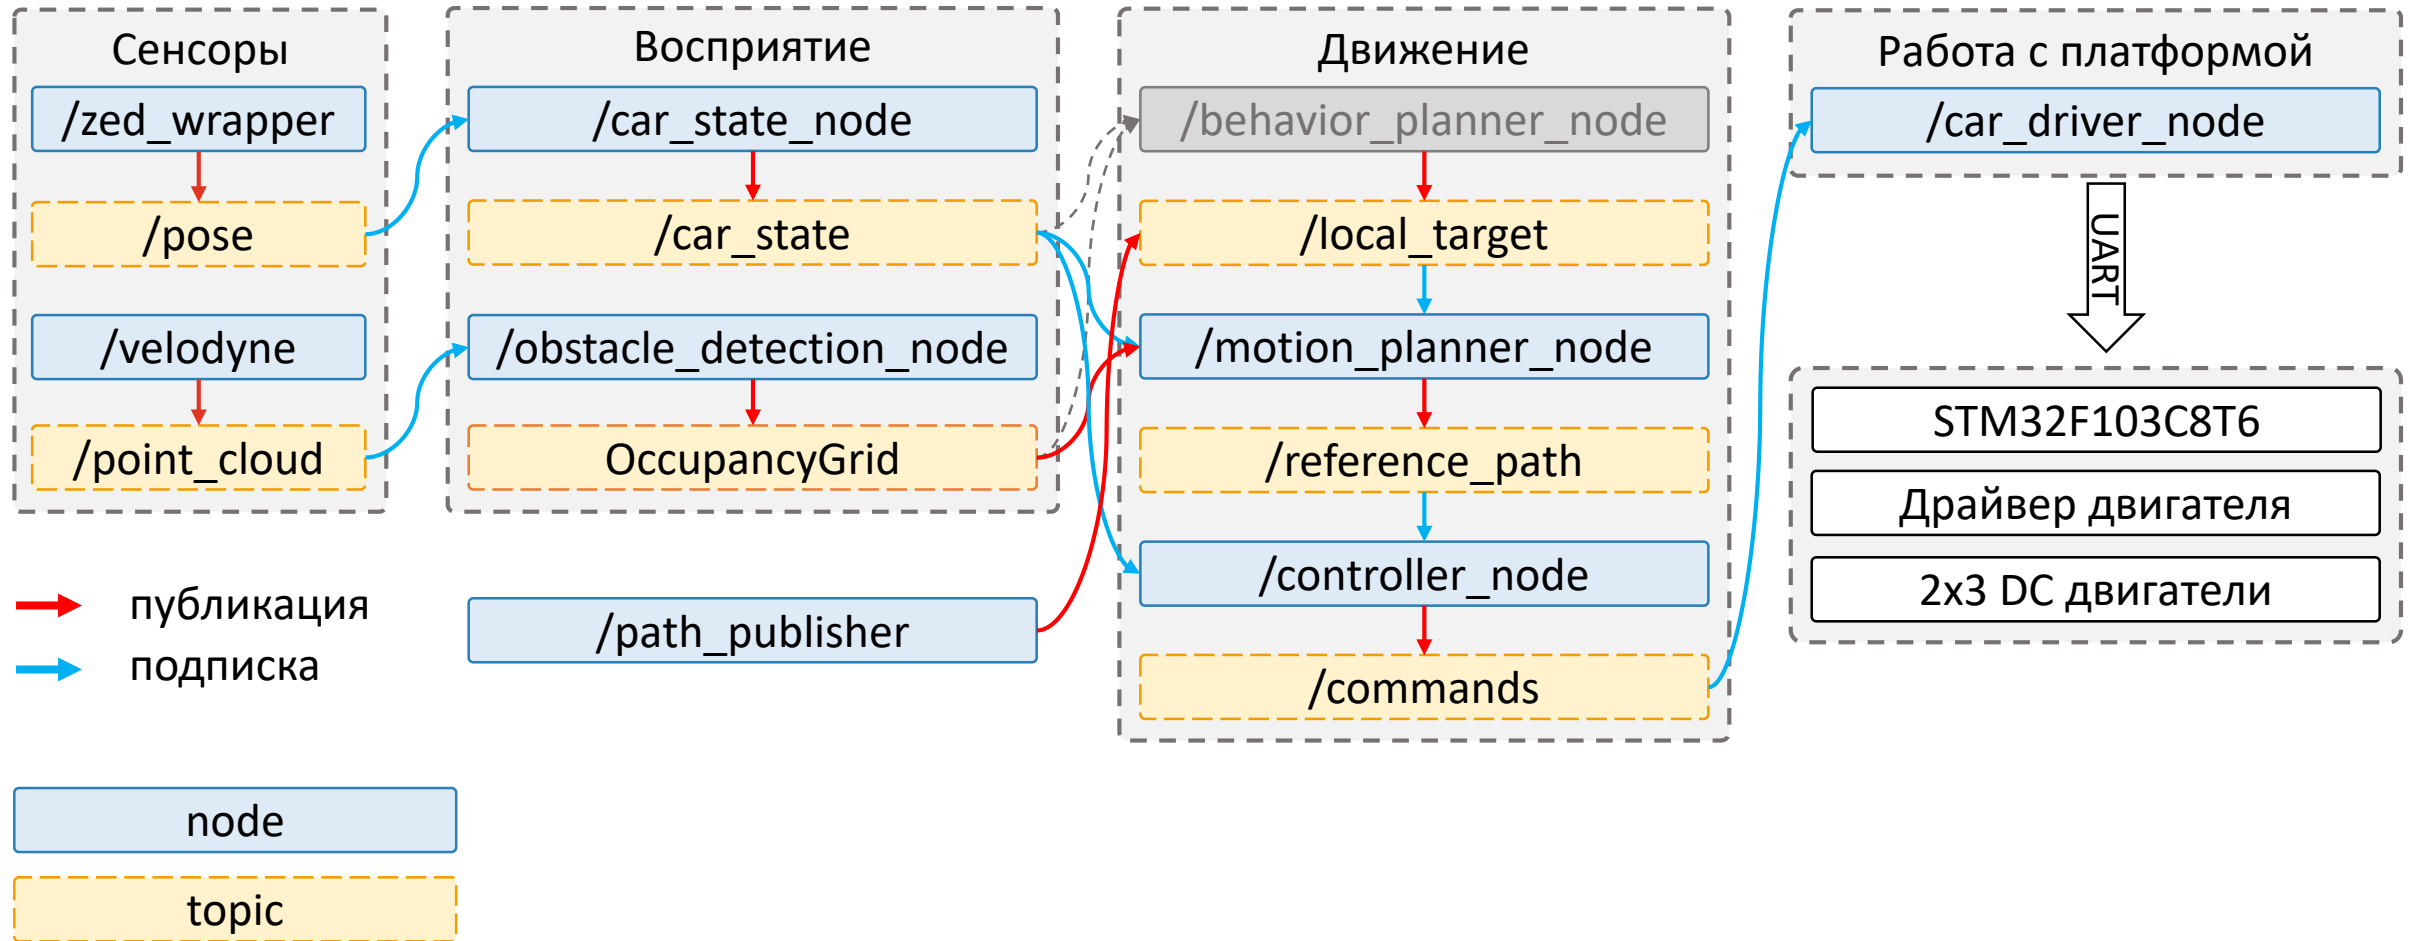 Сенсоры
/zed_wrapper
/pose
/velodyne
/point_cloud
Восприятие
/car_state_node
/car_state
/obstacle_detection_node
OccupancyGrid
/path_publisher
Движение
/behavior_planner_node
/local_target
/motion_planner_node
/reference_path
/controller_node
/commands
Работа с платформой
/car_driver_node
UART
STM32F103C8T6
Драйвер двигателя
2x3 DC двигатели
публикация
подписка
node
topic